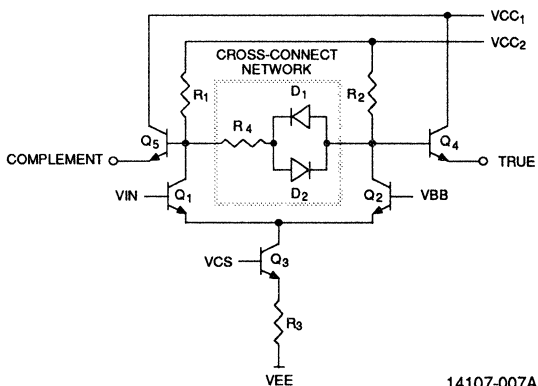 VCC1
VCC2
CROSS-CONNECT
NETWORK
D1
R1
R2
R4
Q5
Q4
COMPLEMENT
TRUE
D2
VIN
Q1
Q2
VBB
VCS
Q3
R3
VEE
14107-007A